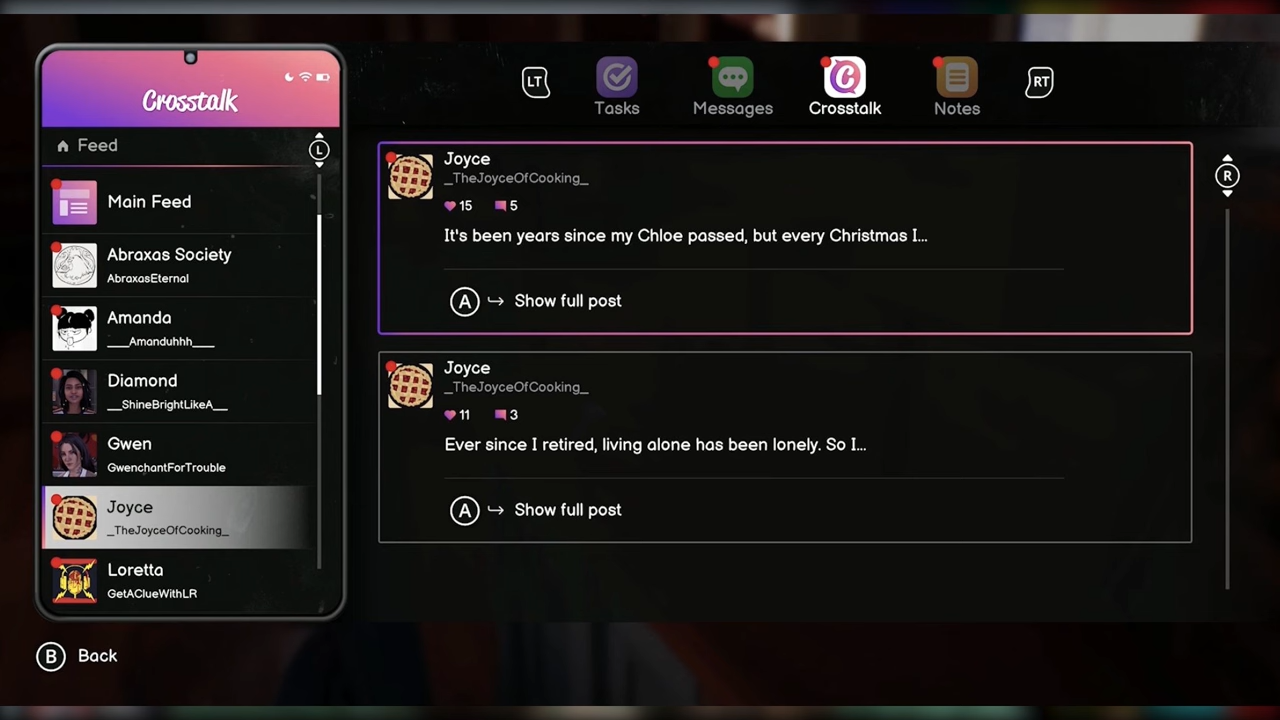 Crosstalk
Feed
L
Main Feed
Abraxas Society
AbraxasEternal
Amanda
____Amanduhhh____
Diamond
__ShineBrightLikeA__
Gwen
GwenchantForTrouble
Joyce
_TheJoyceOfCooking_
Loretta
GetAClueWithLR
B Back
LT
Tasks
Messages
Crosstalk
Notes
RT
Joyce
_TheJoyceOfCooking_
15 5
It's been years since my Chloe passed, but every Christmas I...
A Show full post
Joyce
_TheJoyceOfCooking_
11 3
Ever since I retired, living alone has been lonely. So I...
A Show full post
R